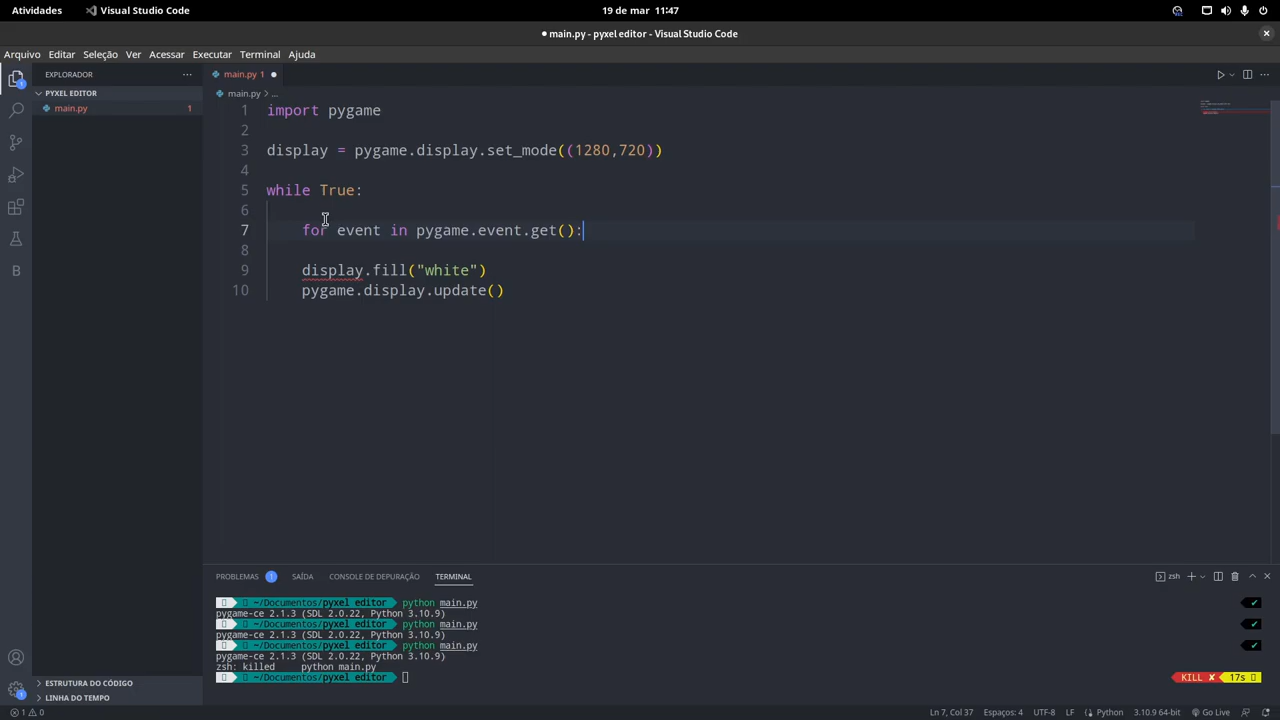 Atividades
Visual Studio Code
19 de mar 11:47
● main.py - pyxel editor - Visual Studio Code
Arquivo Editar Seleção Ver Acessar Executar Terminal Ajuda
EXPLORADOR
PYXEL EDITOR
main.py 1
main.py 1
main.py > ...
1 import pygame
2
3 display = pygame.display.set_mode((1280,720))
4
5 while True:
6
7 for event in pygame.event.get():
8
9 display.fill("white")
10 pygame.display.update()
PROBLEMAS 1 SAÍDA CONSOLE DE DEPURAÇÃO TERMINAL
zsh
~/Documentos/pyxel editor python main.py
pygame-ce 2.1.3 (SDL 2.0.22, Python 3.10.9)
~/Documentos/pyxel editor python main.py
pygame-ce 2.1.3 (SDL 2.0.22, Python 3.10.9)
~/Documentos/pyxel editor python main.py
pygame-ce 2.1.3 (SDL 2.0.22, Python 3.10.9)
zsh: killed python main.py
~/Documentos/pyxel editor
KILL ✘ 17s
ESTRUTURA DO CÓDIGO
LINHA DO TEMPO
1 0
Ln 7, Col 37 Espaços: 4 UTF-8 LF Python 3.10.9 64-bit Go Live